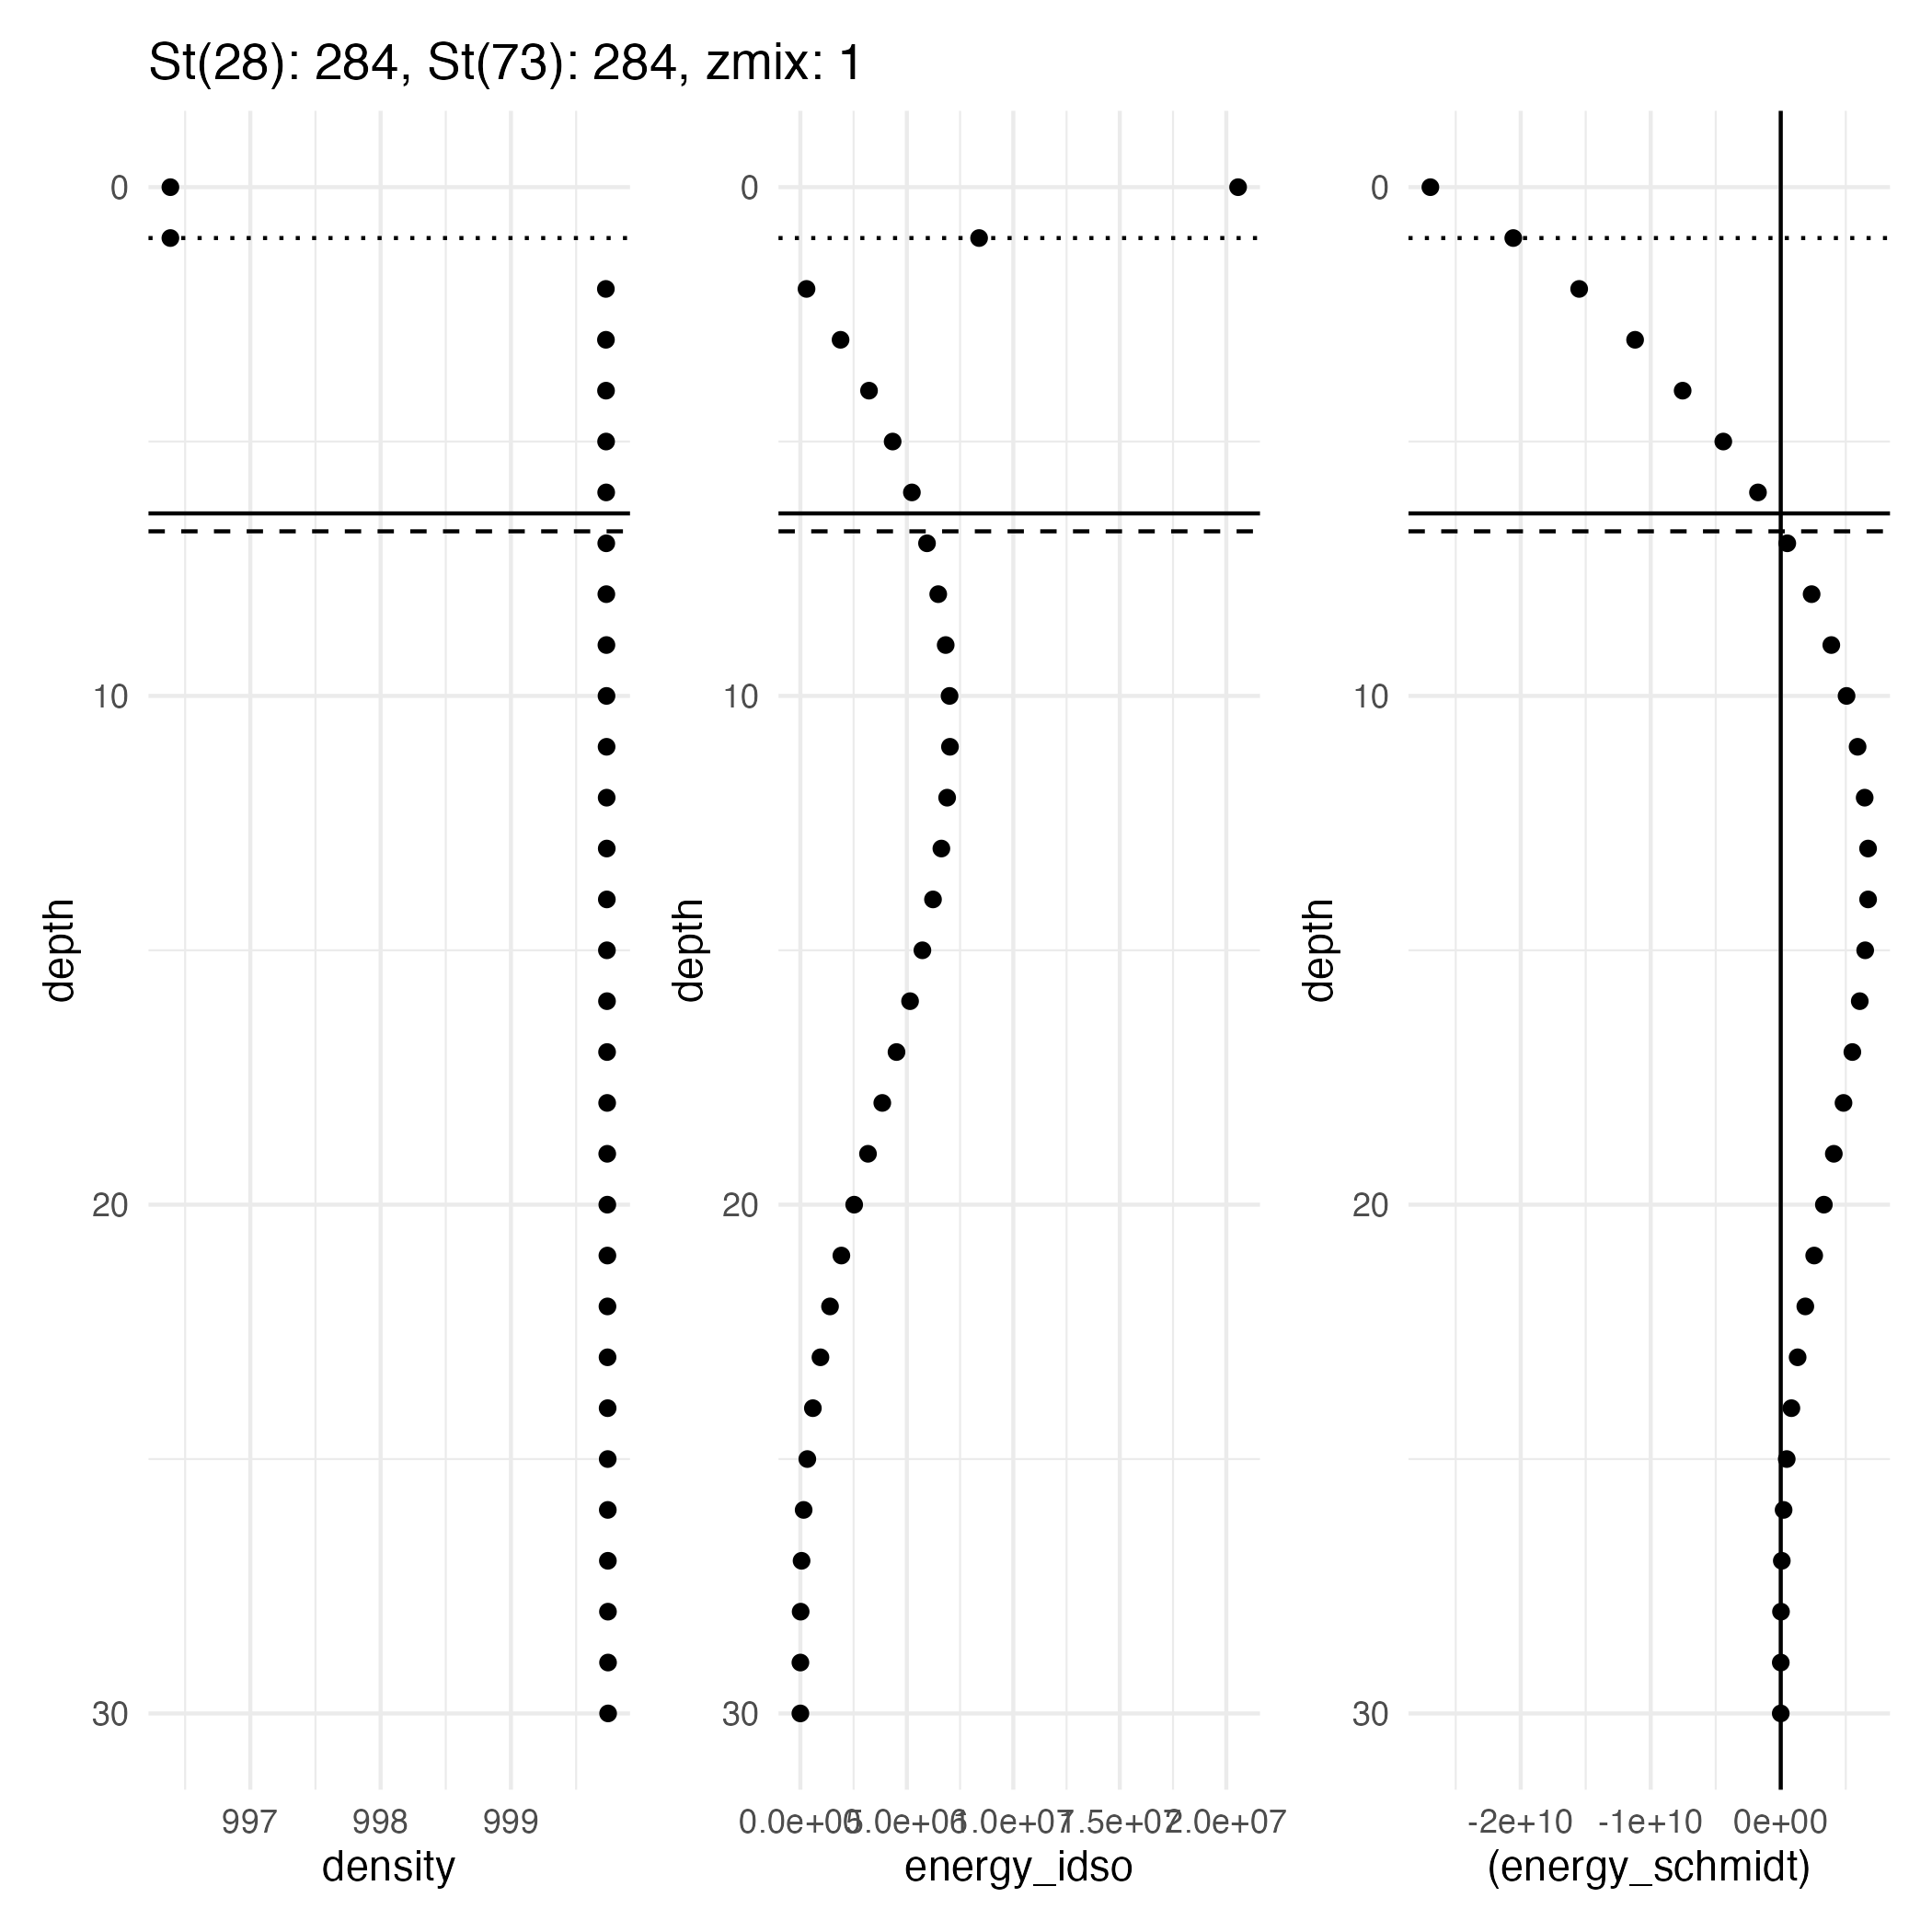 St(28): 284, St(73): 284, zmix: 1
0
10
20
30
depth
997 998 999
density
0
10
20
30
depth
0.0e+00 5.0e+06 1.0e+07 1.5e+07 2.0e+07
energy_idso
0
10
20
30
depth
-2e+10 -1e+10 0e+00
(energy_schmidt)